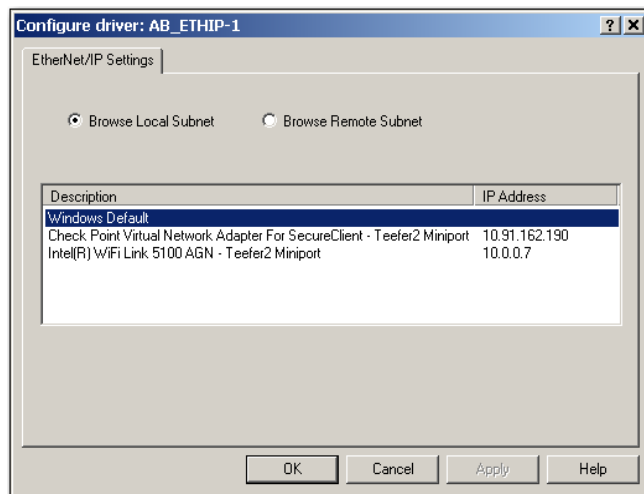 Configure driver: AB_ETHIP-1
EtherNet/IP Settings
Browse Local Subnet Browse Remote Subnet
Description IP Address
Windows Default
Check Point Virtual Network Adapter For SecureClient - Teefer2 Miniport 10.91.162.190
Intel(R) WiFi Link 5100 AGN - Teefer2 Miniport 10.0.0.7
OK Cancel Apply Help